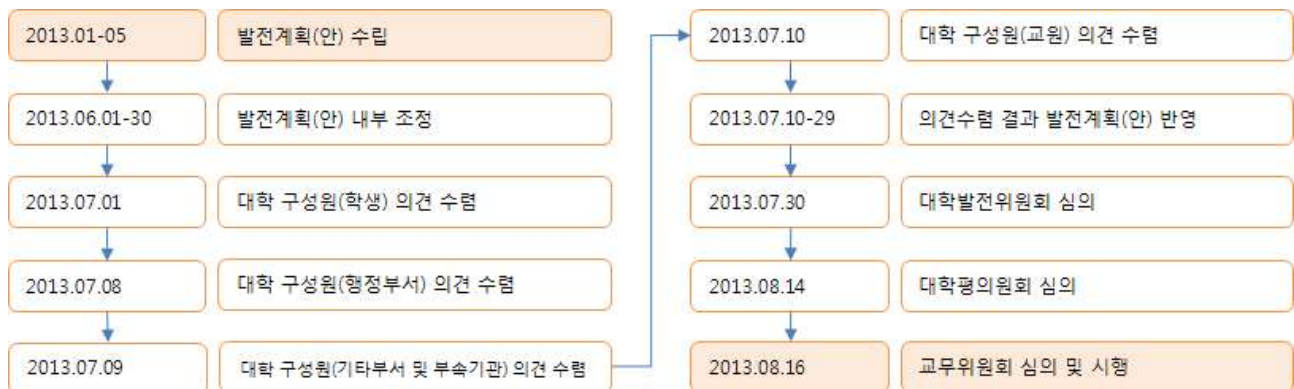 2013.01-05 발전계획(안) 수립
2013.06.01-30 발전계획(안) 내부 조정
2013.07.01 대학 구성원(학생) 의견 수렴
2013.07.08 대학 구성원(행정부서) 의견 수렴
2013.07.09 대학 구성원(기타부서 및 부속기관) 의견 수렴
2013.07.10 대학 구성원(교원) 의견 수렴
2013.07.10-29 의견수렴 결과 발전계획(안) 반영
2013.07.30 대학발전위원회 심의
2013.08.14 대학평의원회 심의
2013.08.16 교무위원회 심의 및 시행